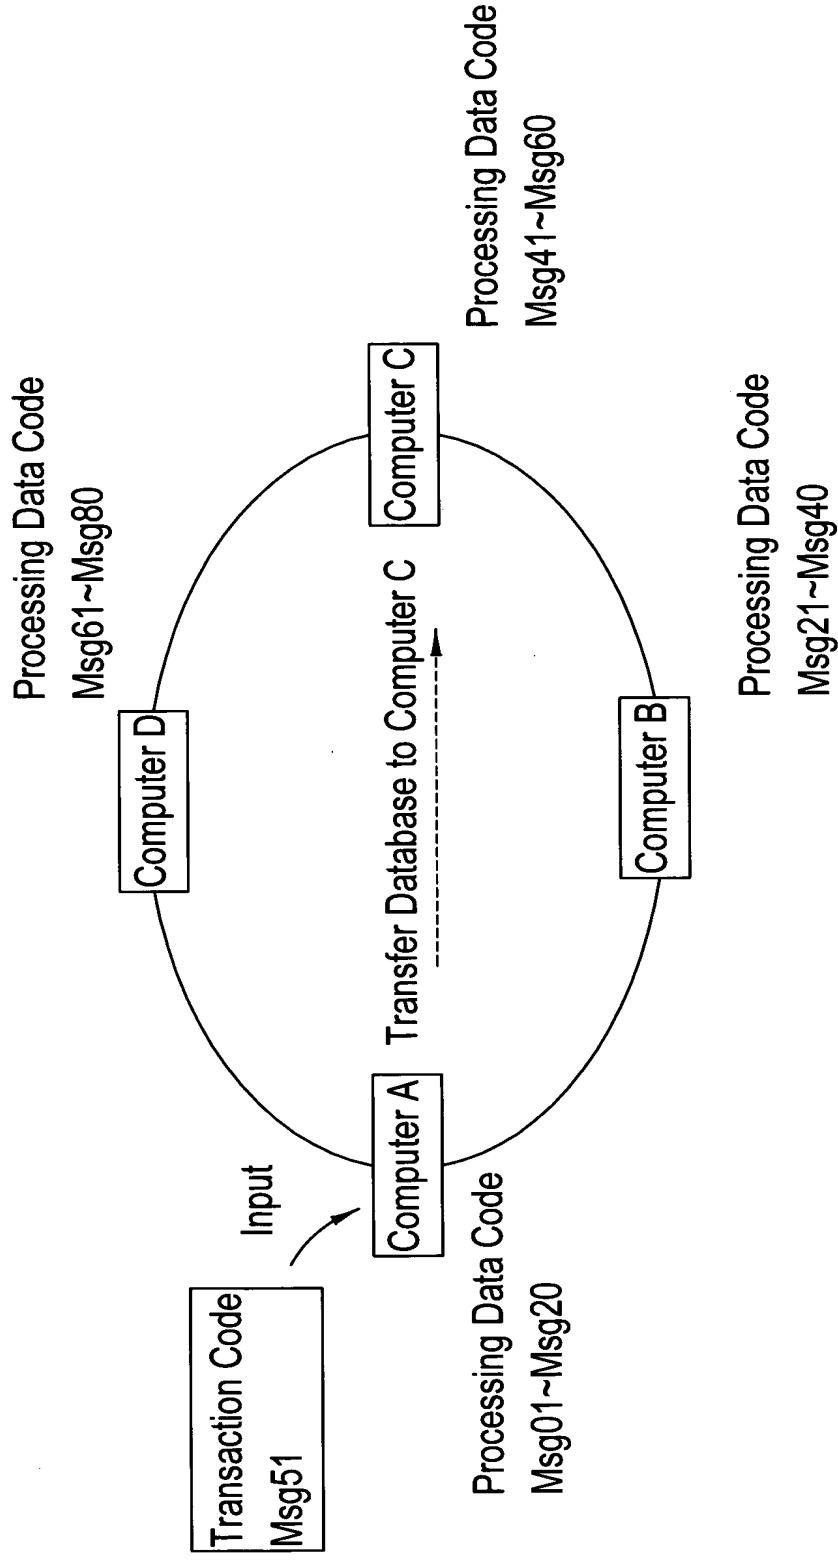 Processing Data Code
Msg61~Msg80
Computer D
Transaction Code
Msg51
Input
Computer A
Transfer Database to Computer C
Computer C
Processing Data Code
Msg01~Msg20
Processing Data Code
Msg41~Msg60
Computer B
Processing Data Code
Msg21~Msg40